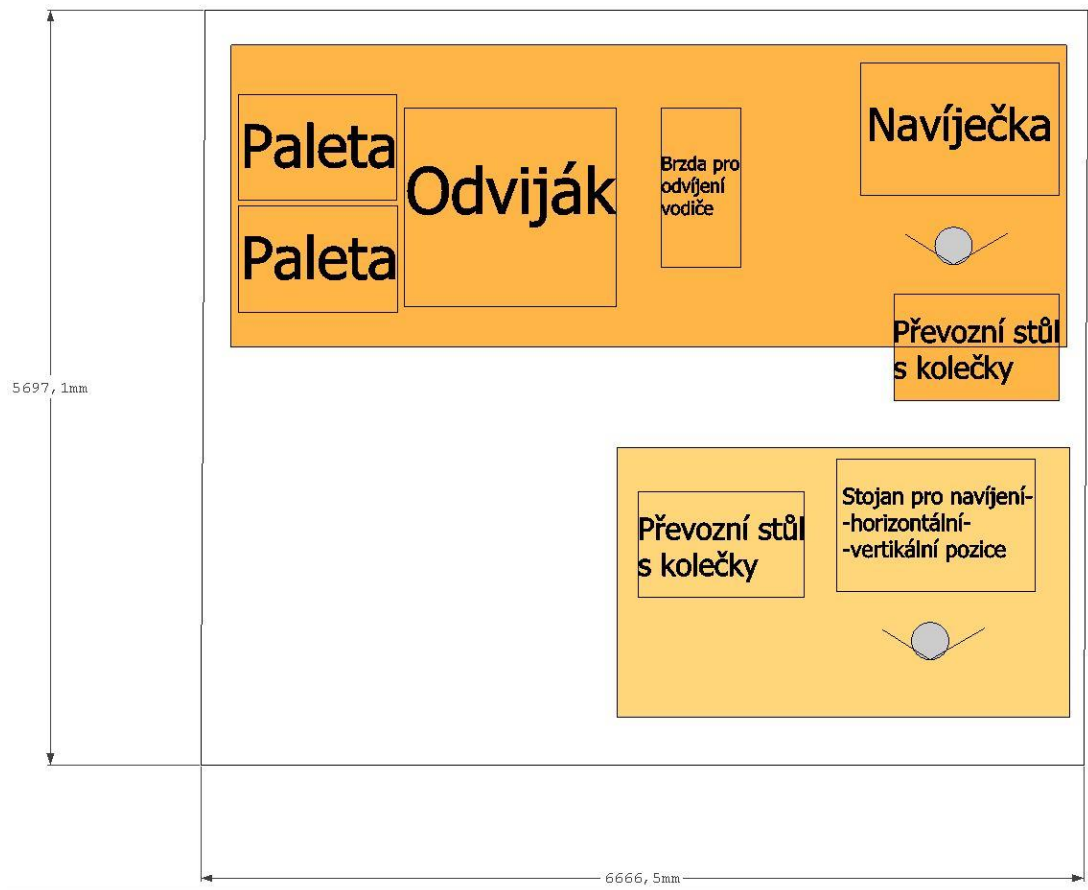 Paleta
Paleta
Odviják
Brzda pro
odvíjení
vodiče
Navíječka
Převozní stůl
s kolečky
5697,1mm
Převozní stůl
s kolečky
Stojan pro navíjení-
-horizontální-
-vertikální pozice
6666,5mm